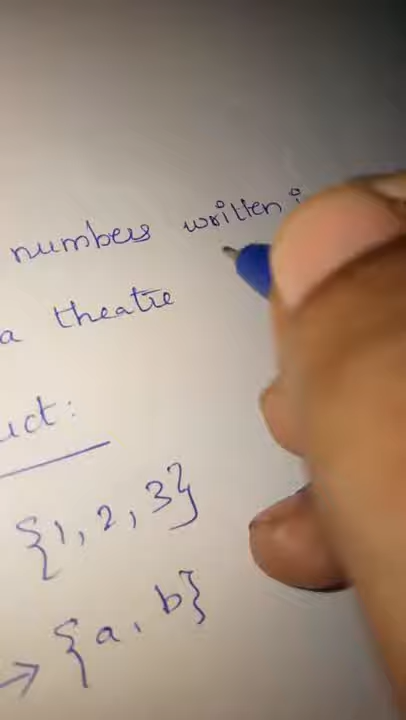 numbers written i
a theatre
uct:
{1, 2, 3}
→ {a, b}